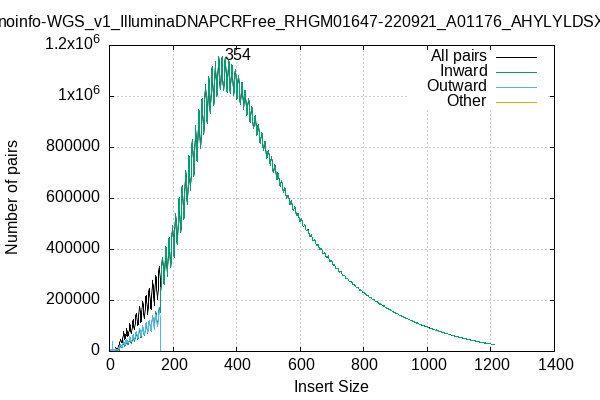 noinfo-WGS_v1_IlluminaDNAPCRFree_RHGM01647-220921_A01176_AHYLYLDSX
1.2x10^6
1x10^6
800000
600000
400000
200000
0
Number of pairs
354
All pairs
Inward
Outward
Other
0 200 400 600 800 1000 1200 1400
Insert Size